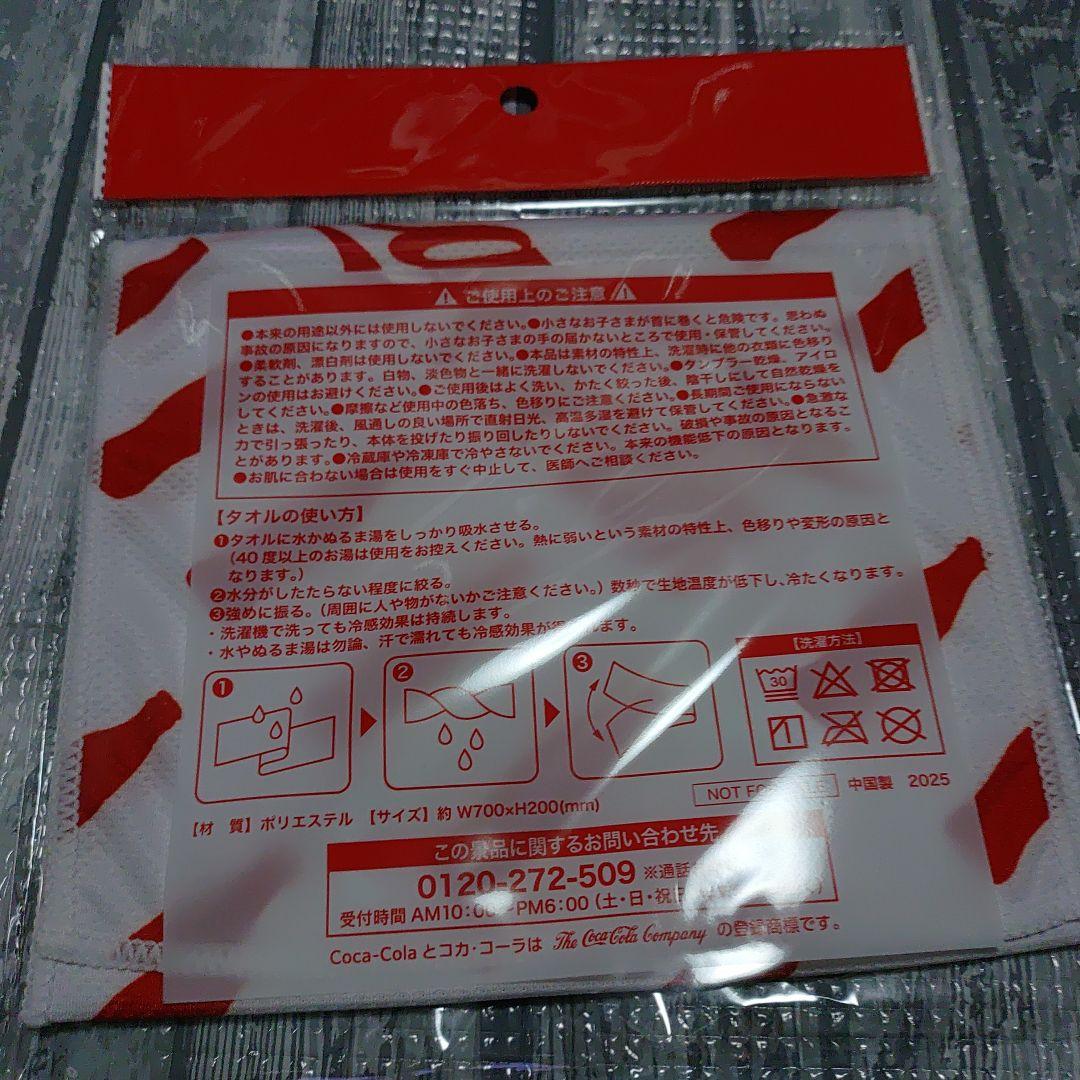 ご使用上のご注意
●本来の用途以外には使用しないでください。●小さなお子さまが首に巻くと危険です。思わぬ
事故の原因になりますので、小さなお子さまの手の届かないところで使用・保管してください。
●柔軟剤、漂白剤は使用しないでください。●本品は素材の特性上、洗濯時に他の衣類に色移り
することがあります。白物、淡色物と一緒に洗濯しないでください。●タンブラー乾燥、アイロ
ンの使用はお避けください。●ご使用後はよく洗い、かたく絞った後、陰干しにして自然乾燥を
してください。●摩擦など使用中の色落ち、色移りにご注意ください。●長期間ご使用にならない
ときは、洗濯後、風通しの良い場所で直射日光、高温多湿を避けて保管してください。●急激な
力で引っ張ったり、本体を投げたり振り回したりしないでください。破損や事故の原因となるこ
とがあります。●冷蔵庫や冷凍庫で冷やさないでください。本来の機能低下の原因となります。
●お肌に合わない場合は使用をすぐ中止して、医師へご相談ください。
【タオルの使い方】
❶タオルに水かぬるま湯をしっかり吸水させる。
(40度以上のお湯は使用をお控えください。熱に弱いという素材の特性上、色移りや変形の原因と
なります。)
❷水分がしたたらない程度に絞る。
❸強めに振る。(周囲に人や物がないかご注意ください。)数秒で生地温度が低下し、冷たくなります。
・洗濯機で洗っても冷感効果は持続します。
・水やぬるま湯は勿論、汗で濡れても冷感効果が得られます。
❶
❷
❸
【洗濯方法】
30
NOT FOR SALE 中国製 2025
【材 質】ポリエステル 【サイズ】約 W700×H200(mm)
この景品に関するお問い合わせ先
0120-272-509 ※通話
受付時間 AM10:00～PM6:00 (土・日・祝
Coca-Colaとコカ・コーラは The Coca-Cola Company の登録商標です。